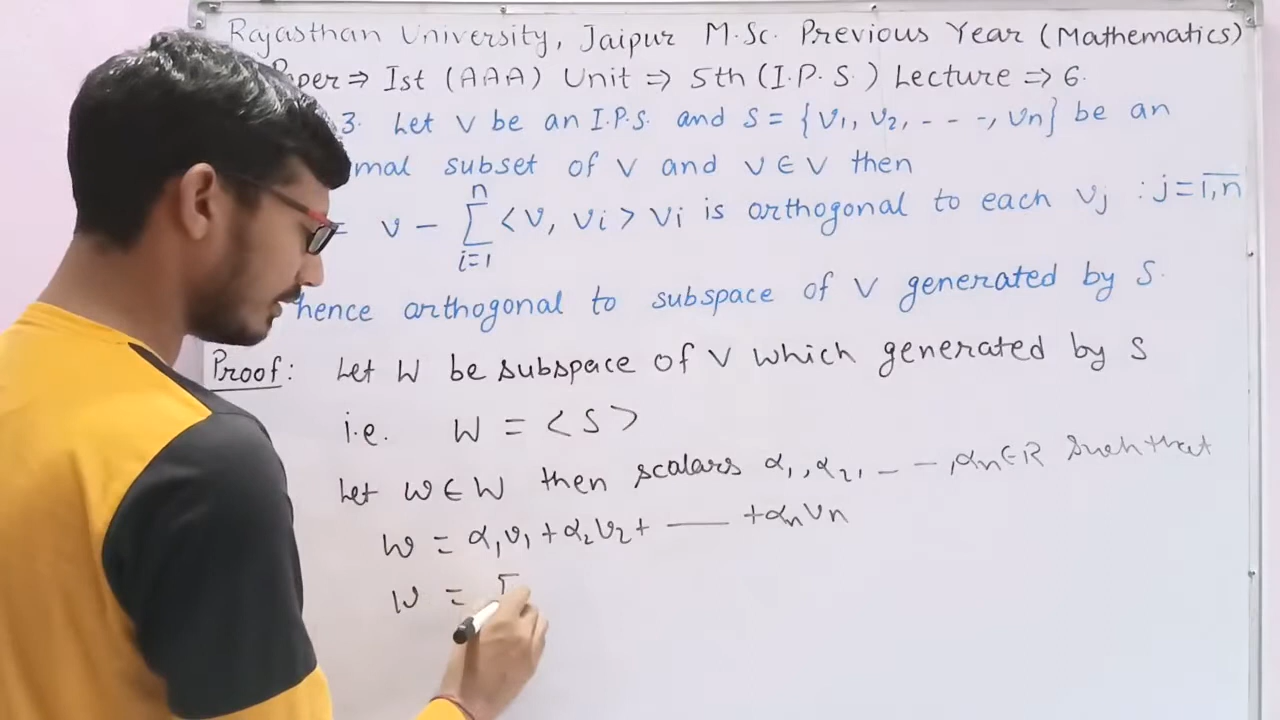 Rajasthan University, Jaipur M.Sc. Previous Year (Mathematics)
per ⇒ Ist (AAA) Unit ⇒ 5th (I.P.S.) Lecture ⇒ 6.
3. Let V be an I.P.S. and S = {v1, v2, - - -, vn} be an
mal subset of V and v ∈ V then
= v - ∑_{i=1}^{n} <v, vi> vi is orthogonal to each vj : j = \overline{1, n}
hence orthogonal to subspace of V generated by S.
Proof: Let W be subspace of V which generated by S
i.e. W = <S>
Let w ∈ W then scalars α1, α2, - - , αn ∈ R such that
w = α1v1 + α2v2 + —— + αnvn
w =